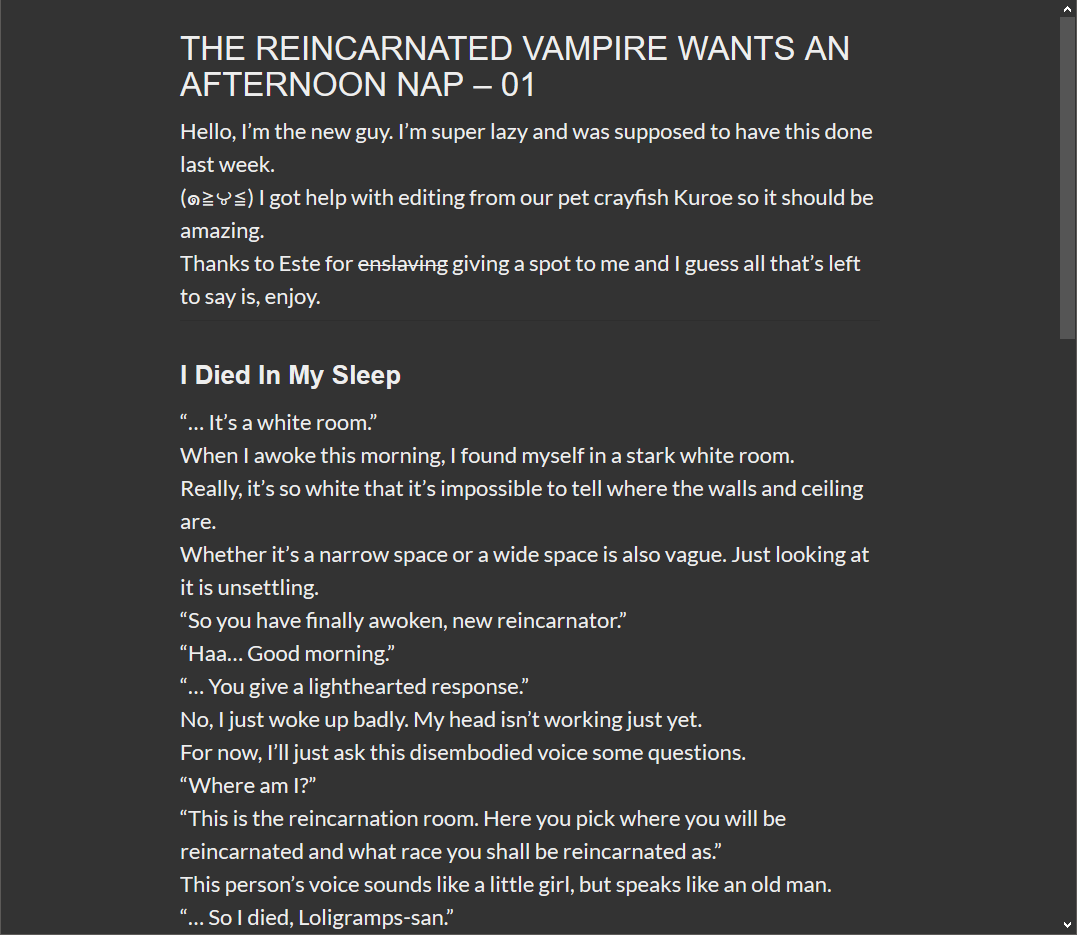 THE REINCARNATED VAMPIRE WANTS AN
AFTERNOON NAP – 01
Hello, I’m the new guy. I’m super lazy and was supposed to have this done
last week.
(๑≧౪≦) I got help with editing from our pet crayfish Kuroe so it should be
amazing.
Thanks to Este for enslaving giving a spot to me and I guess all that’s left
to say is, enjoy.
I Died In My Sleep
“… It’s a white room.”
When I awoke this morning, I found myself in a stark white room.
Really, it’s so white that it’s impossible to tell where the walls and ceiling
are.
Whether it’s a narrow space or a wide space is also vague. Just looking at
it is unsettling.
“So you have finally awoken, new reincarnator.”
“Haa… Good morning.”
“… You give a lighthearted response.”
No, I just woke up badly. My head isn’t working just yet.
For now, I’ll just ask this disembodied voice some questions.
“Where am I?”
“This is the reincarnation room. Here you pick where you will be
reincarnated and what race you shall be reincarnated as.”
This person’s voice sounds like a little girl, but speaks like an old man.
“… So I died, Loligramps-san.”